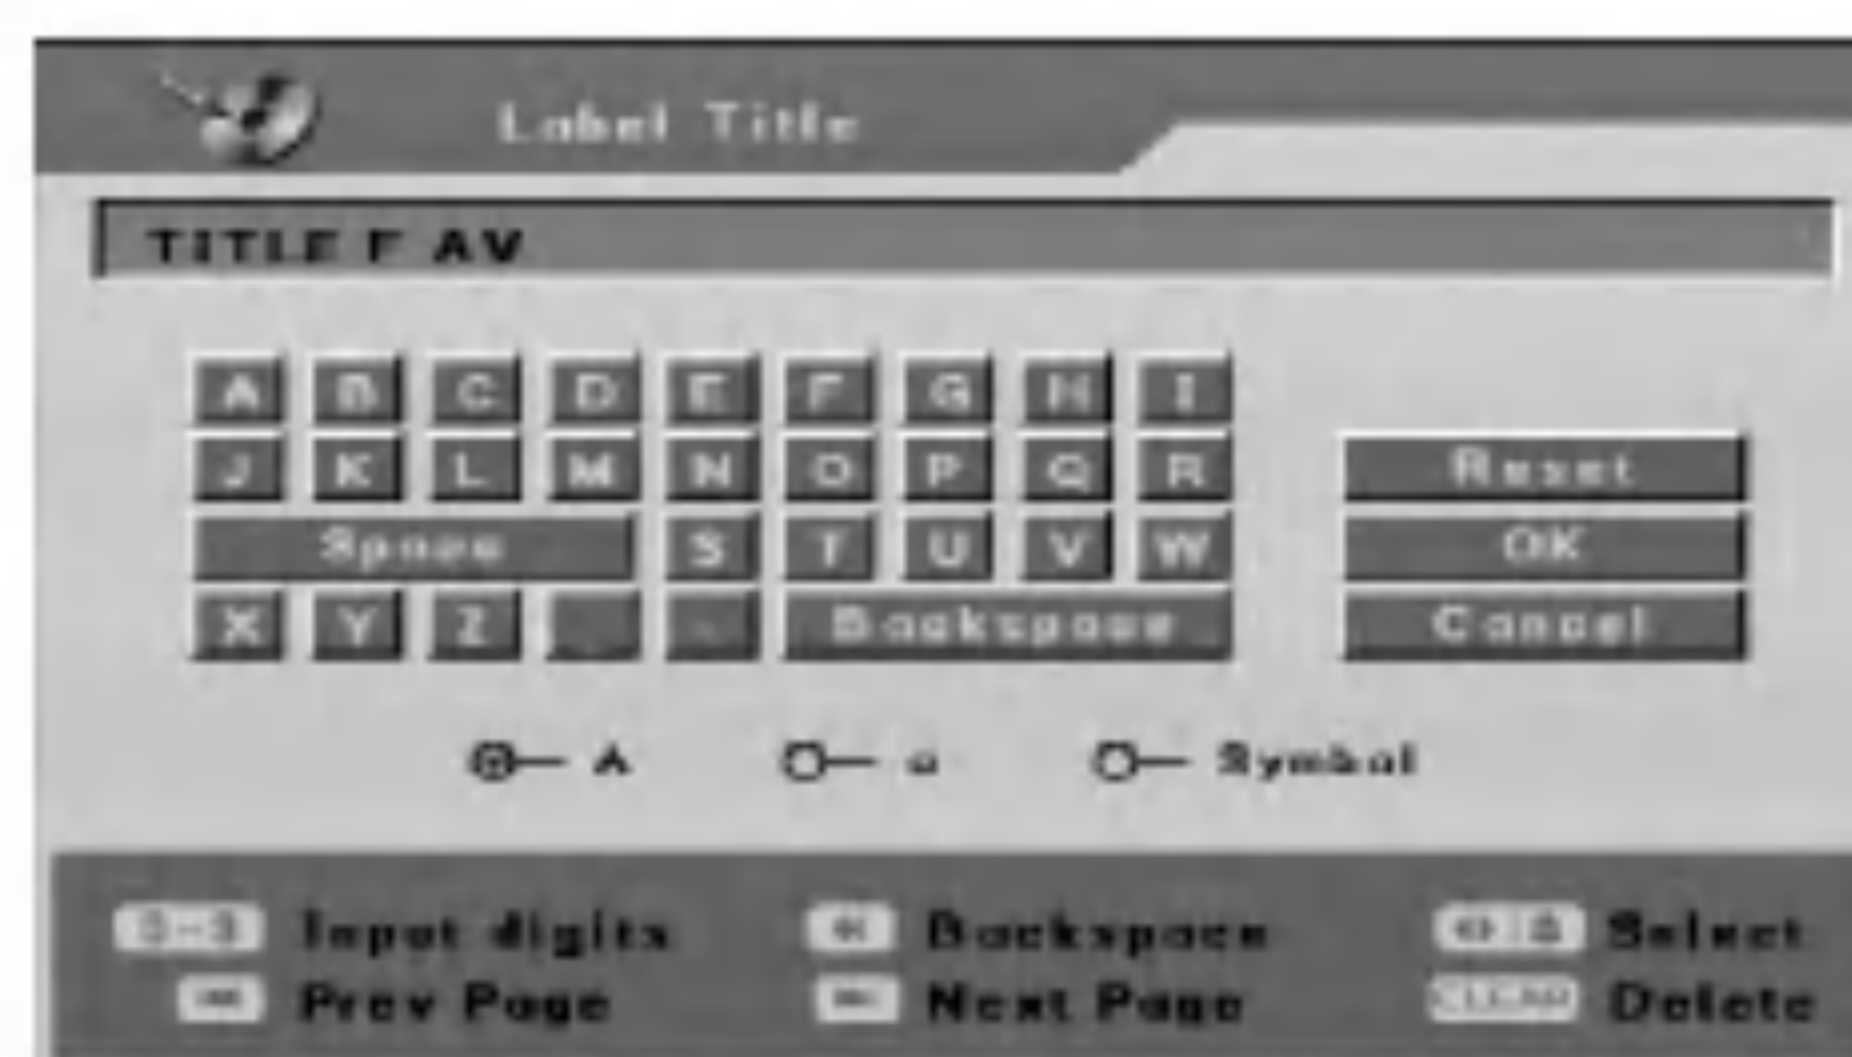 Label Title
TITLE F AV
A B C D E F G H I
J K L M N O P Q R Reset
Space S T U V W OK
X Y Z _ - Backspace Cancel
A a Symbol
Input digits Backspace Select
Prev Page Next Page CLEAR Delete